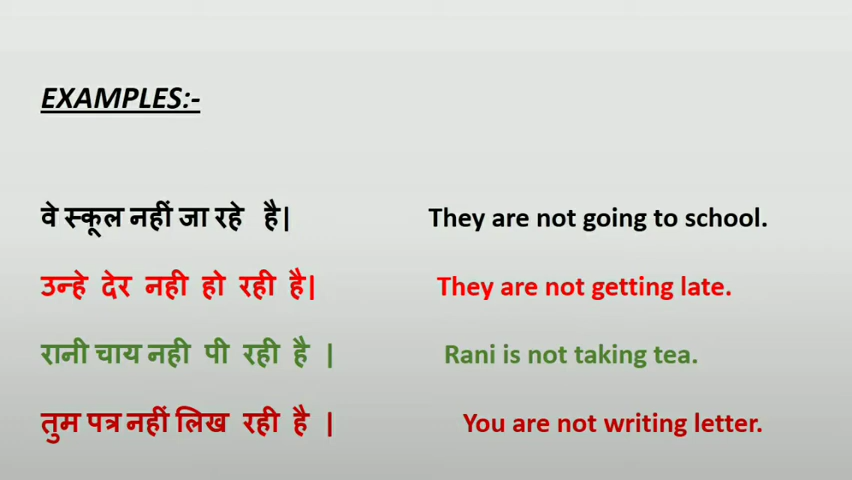 EXAMPLES:-
वे स्कूल नहीं जा रहे है| They are not going to school.
उन्हे देर नही हो रही है| They are not getting late.
रानी चाय नही पी रही है | Rani is not taking tea.
तुम पत्र नहीं लिख रही है | You are not writing letter.